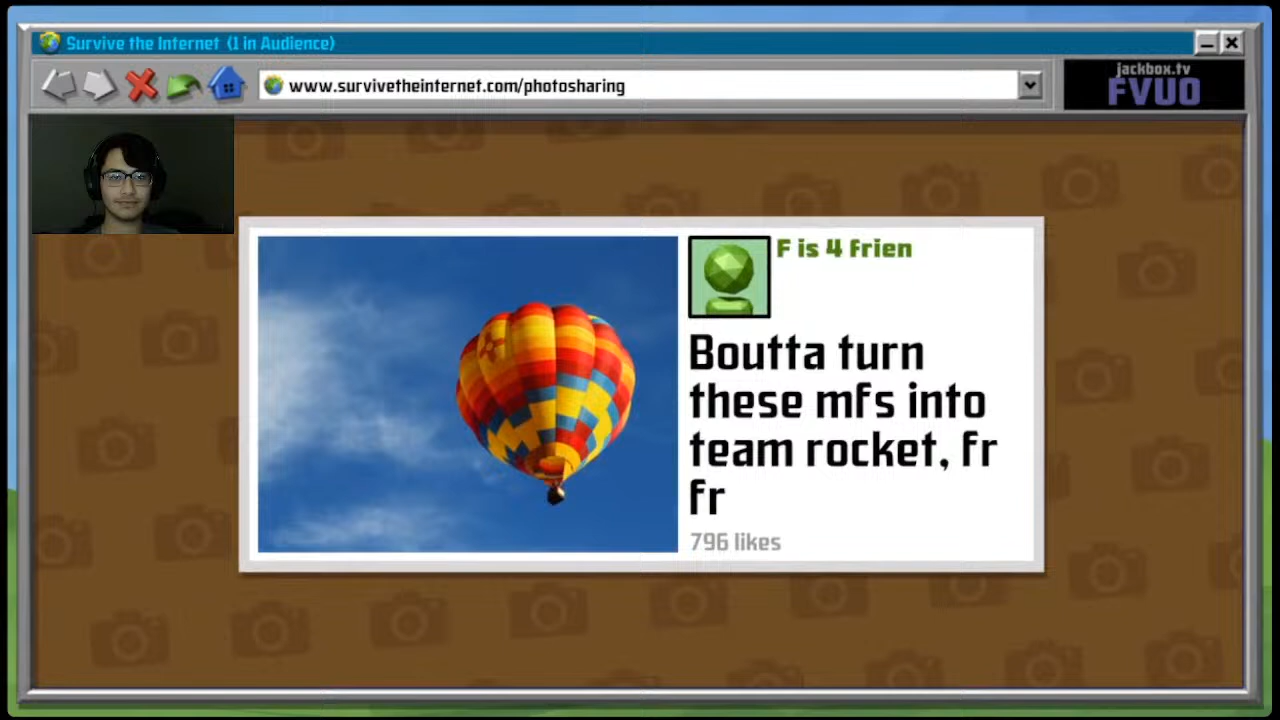 Survive the Internet (1 in Audience)
www.survivetheinternet.com/photosharing
jackbox.tv
FVUO
F is 4 frien
Boutta turn
these mfs into
team rocket, fr
fr
796 likes